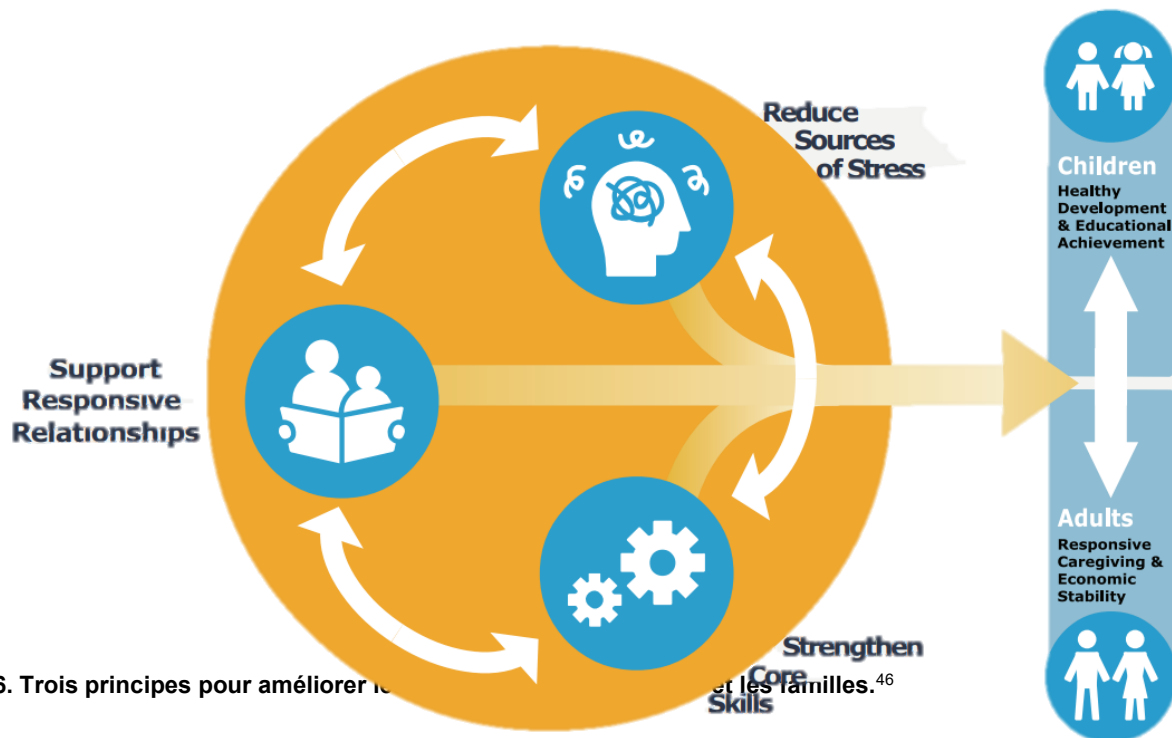 Reduce
Sources
of Stress
Children
Healthy
Development
& Educational
Achievement
Support
Responsive
Relationships
Adults
Responsive
Caregiving &
Economic
Stability
Strengthen
Core
Skills
6. Trois principes pour améliorer et les familles.46